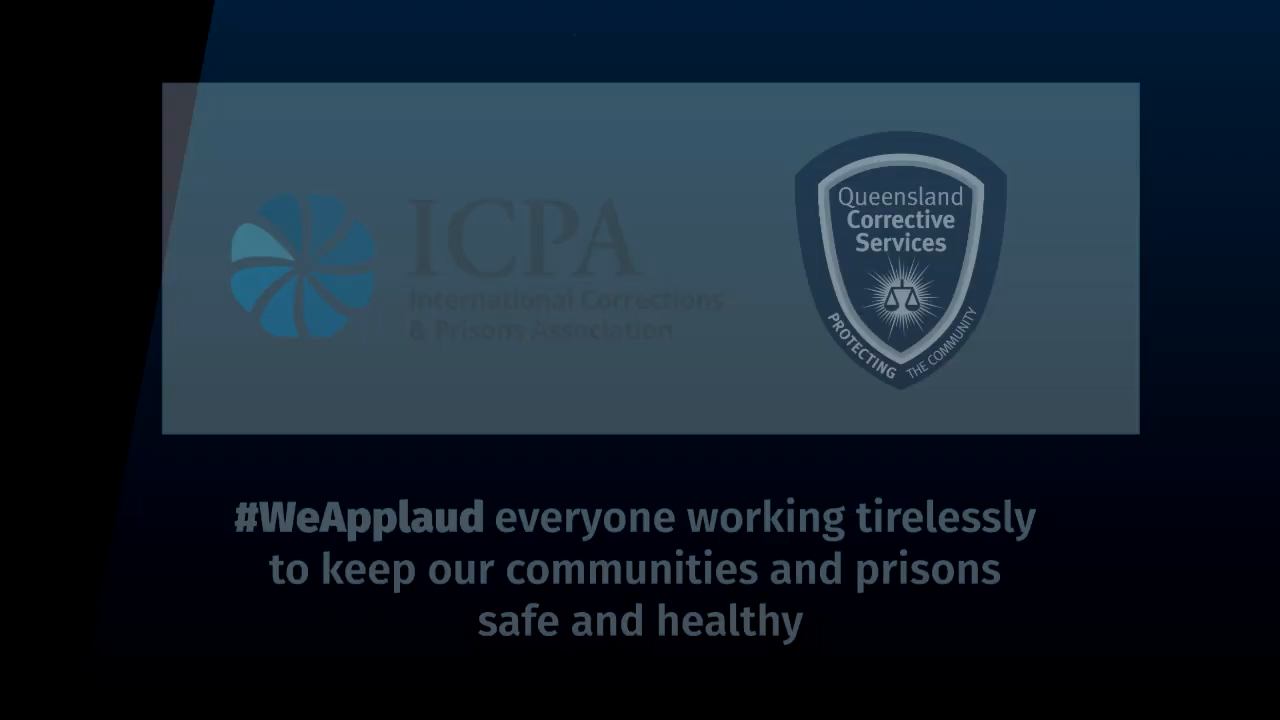 ICPA
International Corrections
& Prisons Association
Queensland
Corrective
Services
PROTECTING THE COMMUNITY
#WeApplaud everyone working tirelessly
to keep our communities and prisons
safe and healthy